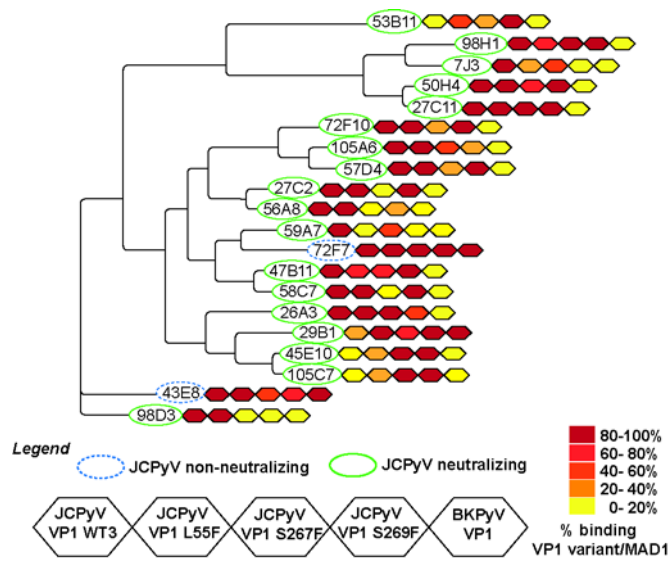 53B11
98H1
7J3
50H4
27C11
72F10
105A6
57D4
27C2
56A8
59A7
72F7
47B11
58C7
26A3
29B1
45E10
105C7
43E8
98D3
Legend
JCPyV non-neutralizing
JCPyV neutralizing
80-100%
60- 80%
40- 60%
20- 40%
0- 20%
% binding
VP1 variant/MAD1
JCPyV
VP1 WT3
JCPyV
VP1 L55F
JCPyV
VP1 S267F
JCPyV
VP1 S269F
BKPyV
VP1